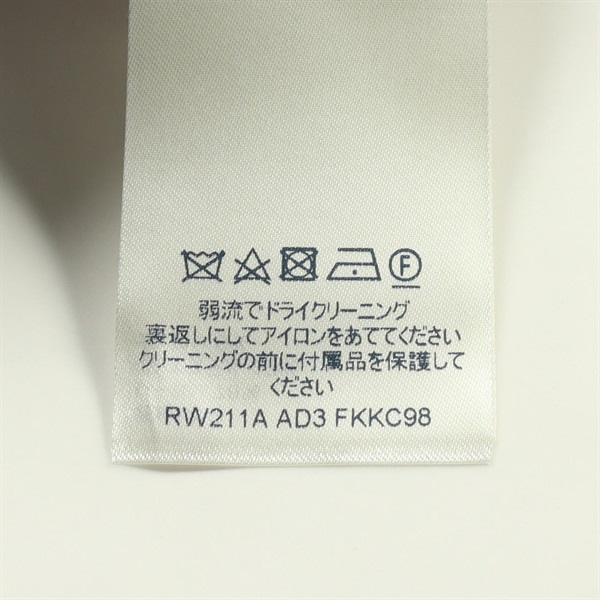 F
弱流でドライクリーニング
裏返しにしてアイロンをあててください
クリーニングの前に付属品を保護して
ください
RW211A AD3 FKKC98